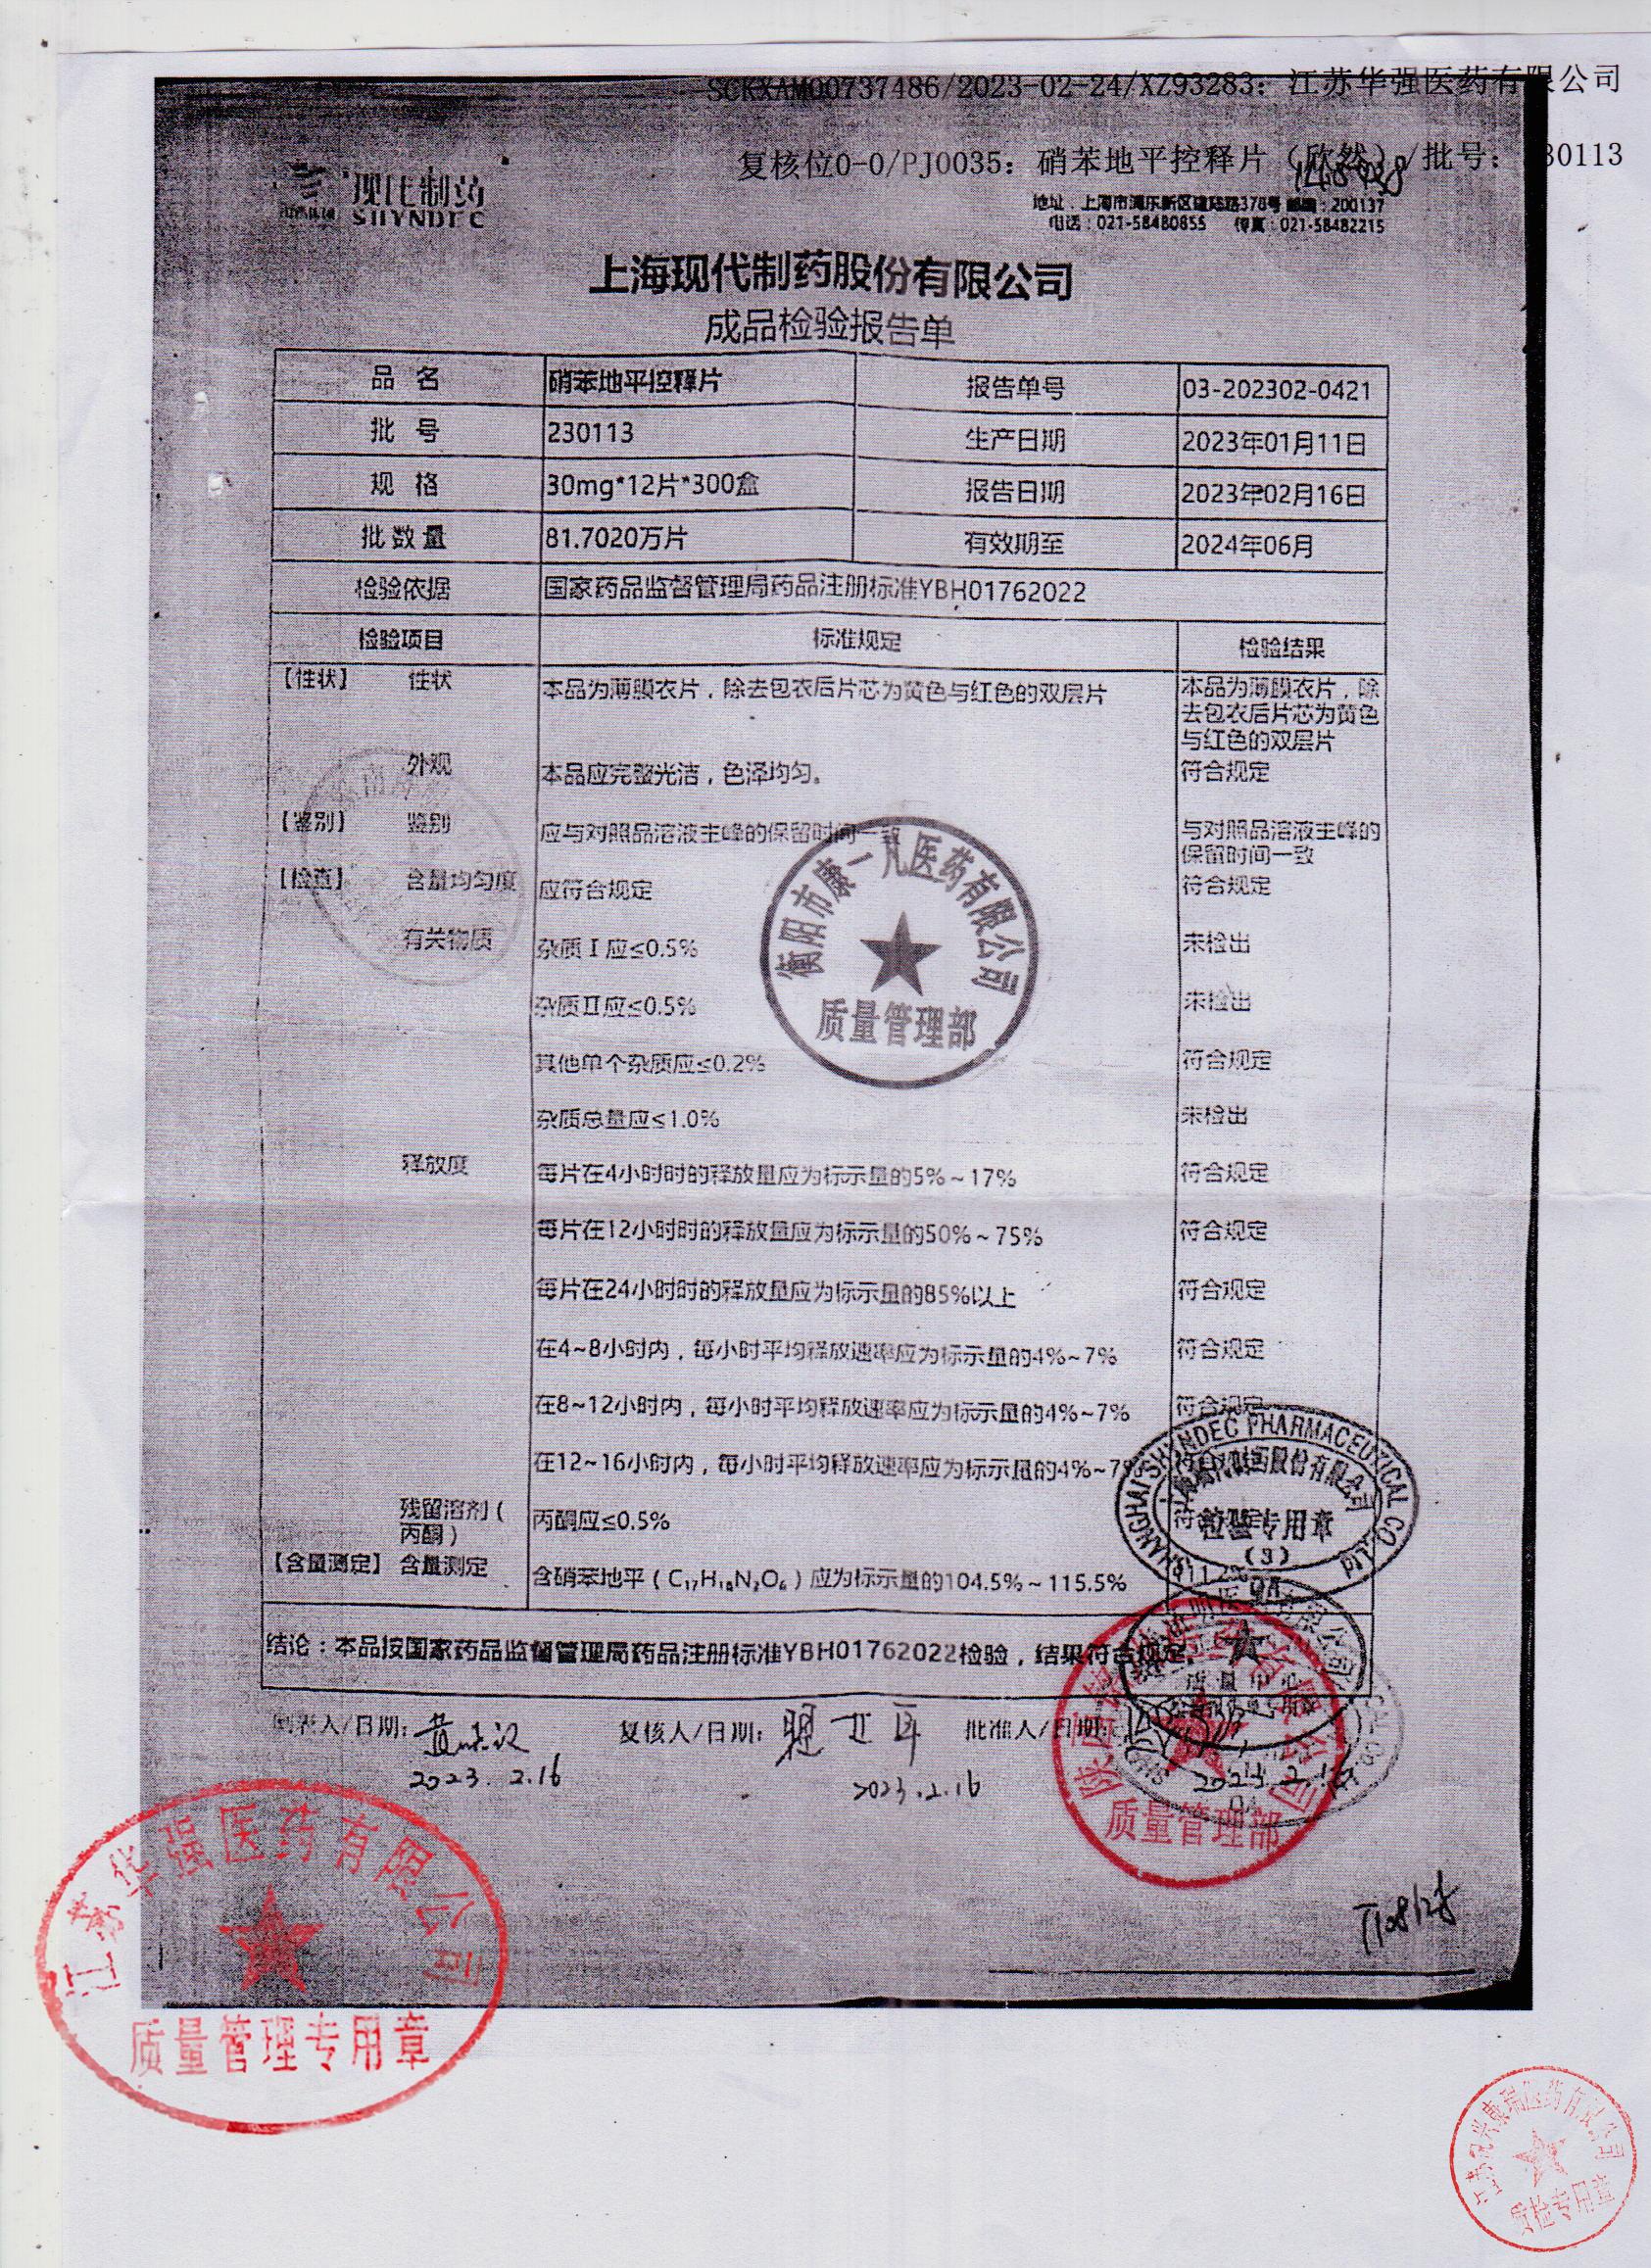 SCKXAM00737486/2023-02-24/XZ93283：江苏华强医药有限公司
复核位0-0/PJ0035：硝苯地平控释片（欣然）/批号：230113
现代制药
SHYNDEC
地址：上海市浦东新区建陆路378号 邮编：200137
电话：021-58480855 传真：021-58482215
上海现代制药股份有限公司
成品检验报告单
品 名 硝苯地平控释片 报告单号 03-202302-0421
批 号 230113 生产日期 2023年01月11日
规 格 30mg*12片*300盒 报告日期 2023年02月16日
批数量 81.7020万片 有效期至 2024年06月
检验依据 国家药品监督管理局药品注册标准YBH01762022
检验项目 标准规定 检验结果
【性状】 性状 本品为薄膜衣片，除去包衣后片芯为黄色与红色的双层片 本品为薄膜衣片，除
去包衣后片芯为黄色
与红色的双层片
外观 本品应完整光洁，色泽均匀。 符合规定
【鉴别】 鉴别 应与对照品溶液主峰的保留时间一致 与对照品溶液主峰的
保留时间一致
【检查】 含量均匀度 应符合规定 符合规定
有关物质 杂质Ⅰ应≤0.5% 未检出
杂质Ⅱ应≤0.5% 未检出
其他单个杂质应≤0.2% 符合规定
杂质总量应≤1.0% 未检出
释放度 每片在4小时时的释放量应为标示量的5%~17% 符合规定
每片在12小时时的释放量应为标示量的50%~75% 符合规定
每片在24小时时的释放量应为标示量的85%以上 符合规定
在4~8小时内，每小时平均释放速率应为标示量的4%~7% 符合规定
在8~12小时内，每小时平均释放速率应为标示量的4%~7% 符合规定
在12~16小时内，每小时平均释放速率应为标示量的4%~7%
残留溶剂（
丙酮） 丙酮应≤0.5%
【含量测定】 含量测定 含硝苯地平（C₁₇H₁₈N₂O₆）应为标示量的104.5%~115.5%
结论：本品按国家药品监督管理局药品注册标准YBH01762022检验，结果符合规定。
制表人/日期： 复核人/日期： 批准人/日期：
2023.2.16 2023.2.16
衡阳市康一凡医药有限公司
质量管理部
SHANGHAI SHYNDEC PHARMACEUTICAL CO.,LTD
检验专用章
（3）
QA
质量管理部
江苏华强医药有限公司
质量管理专用章
质检专用章